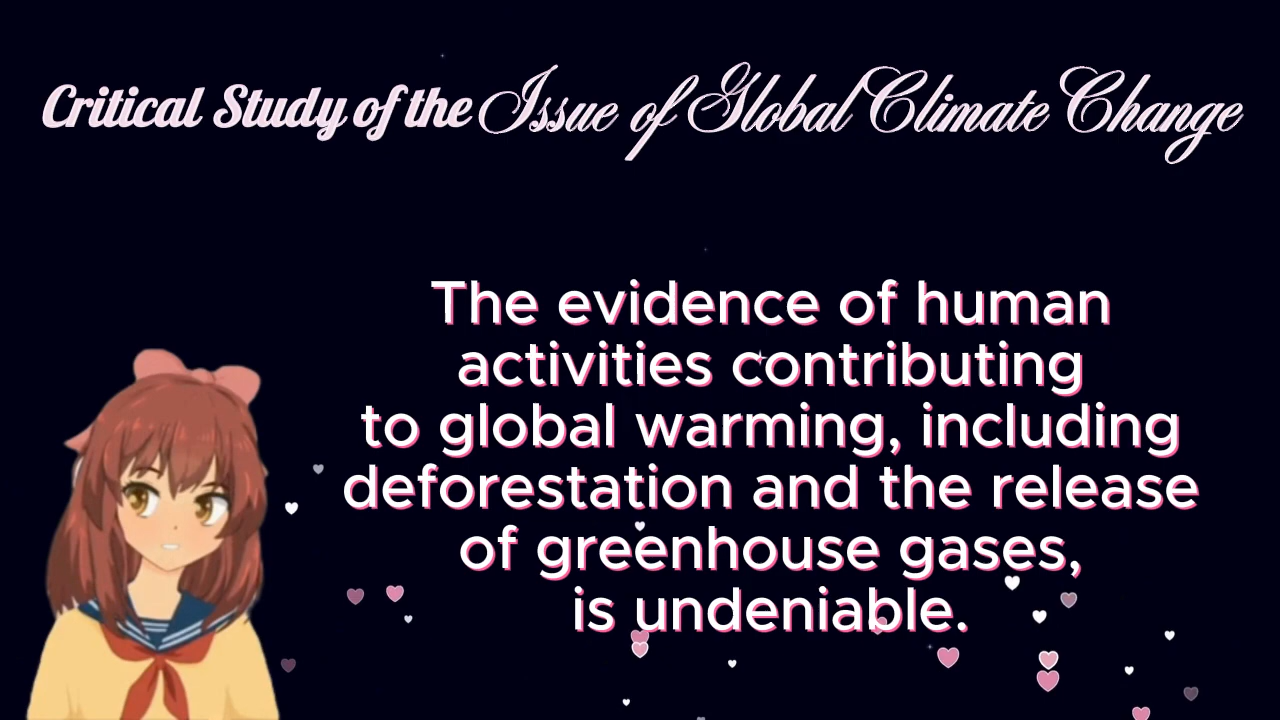 Critical Study of the Issue of Global Climate Change
The evidence of human
activities contributing
to global warming, including
deforestation and the release
of greenhouse gases,
is undeniable.